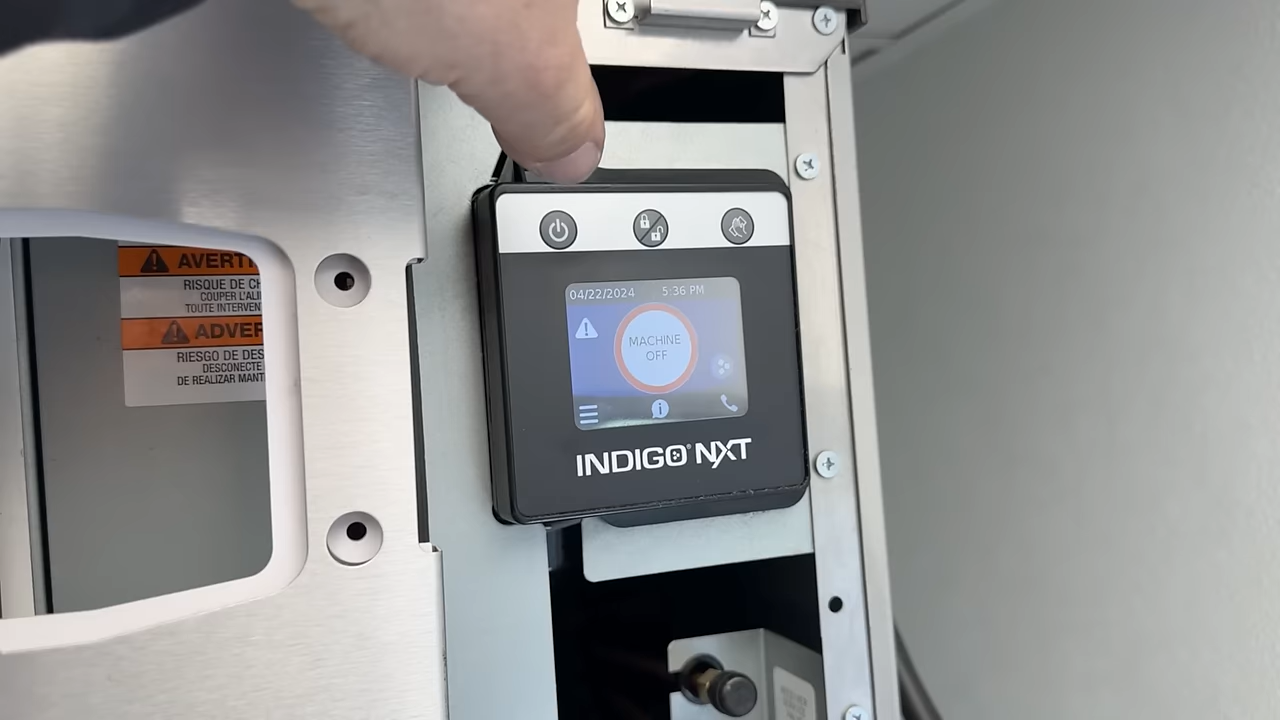 AVERTI
RISQUE DE CH
COUPER L'ALI
TOUTE INTERVEN
ADVER
RIESGO DE DES
DESCONECTE
DE REALIZAR MANT
04/22/2024 5:36 PM
MACHINE
OFF
INDIGO® NXT